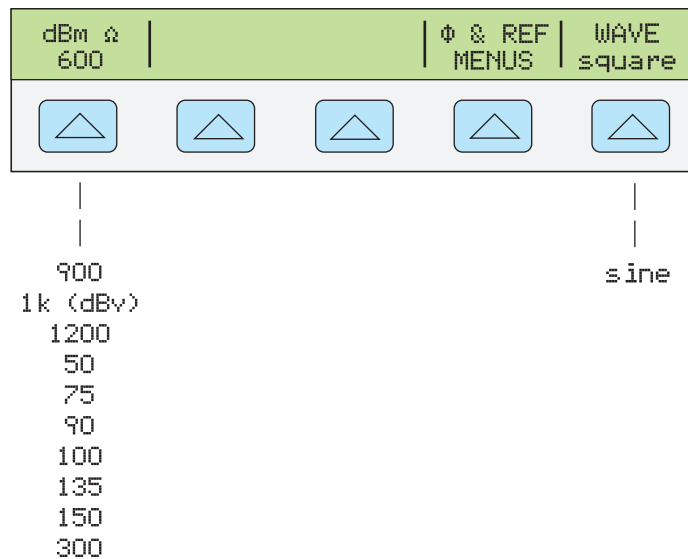 dBm Ω
600
Φ & REF
MENUS
WAVE
square
900
sine
1k (dBv)
1200
50
75
90
100
135
150
300